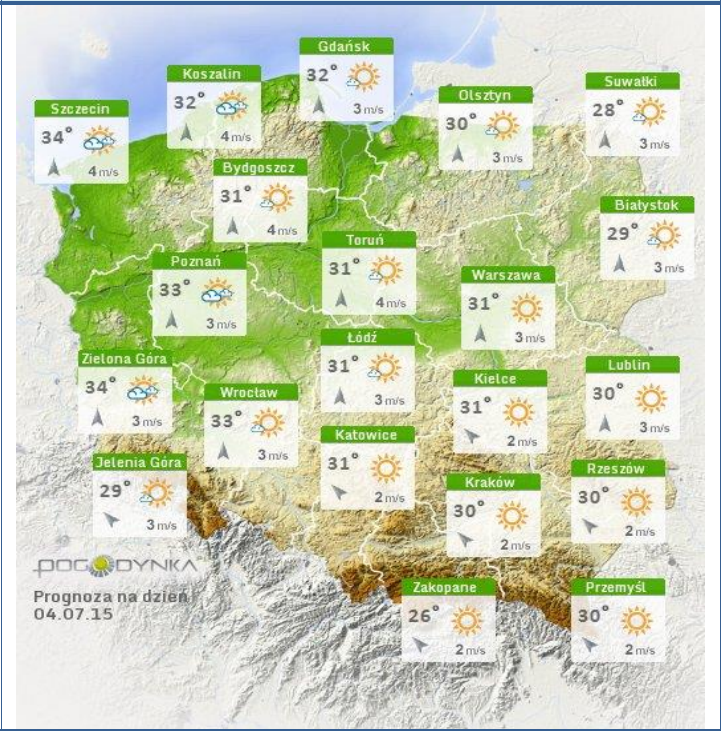 Gdańsk
32°
3 m/s
Koszalin
32°
4 m/s
Suwałki
28°
3 m/s
Olsztyn
30°
3 m/s
Szczecin
34°
4 m/s
Bydgoszcz
31°
4 m/s
Białystok
29°
3 m/s
Toruń
31°
4 m/s
Poznań
33°
3 m/s
Warszawa
31°
3 m/s
Łódź
31°
3 m/s
Zielona Góra
34°
3 m/s
Lublin
30°
3 m/s
Kielce
31°
2 m/s
Wrocław
33°
3 m/s
Katowice
31°
2 m/s
Jelenia Góra
29°
3 m/s
Rzeszów
30°
2 m/s
Kraków
30°
2 m/s
POGODYNKA
Prognoza na dzień
04.07.15
Zakopane
26°
2 m/s
Przemyśl
30°
2 m/s